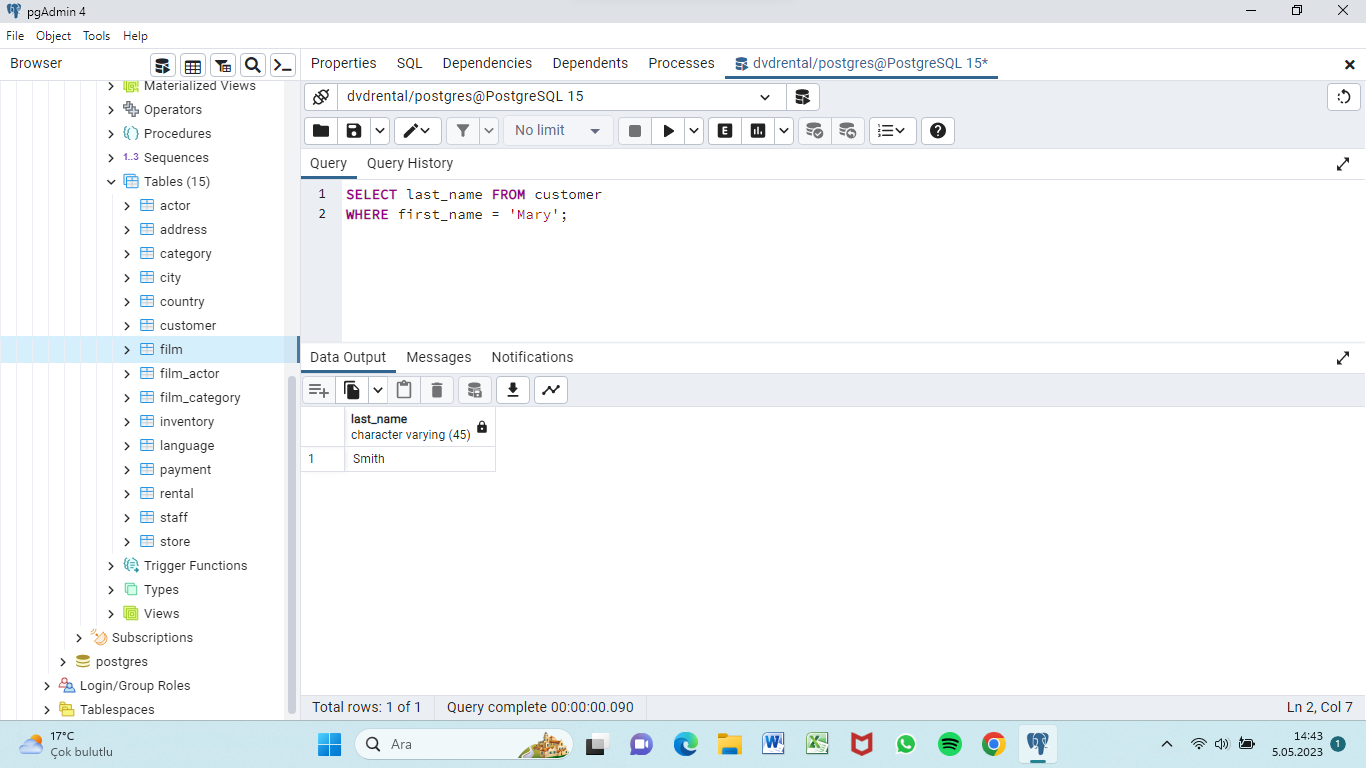 pgAdmin 4
File Object Tools Help
Browser
Properties SQL Dependencies Dependents Processes dvdrental/postgres@PostgreSQL 15*
Materialized Views
Operators
Procedures
1..3 Sequences
Tables (15)
actor
address
category
city
country
customer
film
film_actor
film_category
inventory
language
payment
rental
staff
store
Trigger Functions
Types
Views
Subscriptions
postgres
Login/Group Roles
Tablespaces
dvdrental/postgres@PostgreSQL 15
No limit
E
Query Query History
1 SELECT last_name FROM customer
2 WHERE first_name = 'Mary';
Data Output Messages Notifications
last_name
character varying (45)
1 Smith
Total rows: 1 of 1 Query complete 00:00:00.090 Ln 2, Col 7
17°C
Çok bulutlu
Ara
14:43
5.05.2023
1